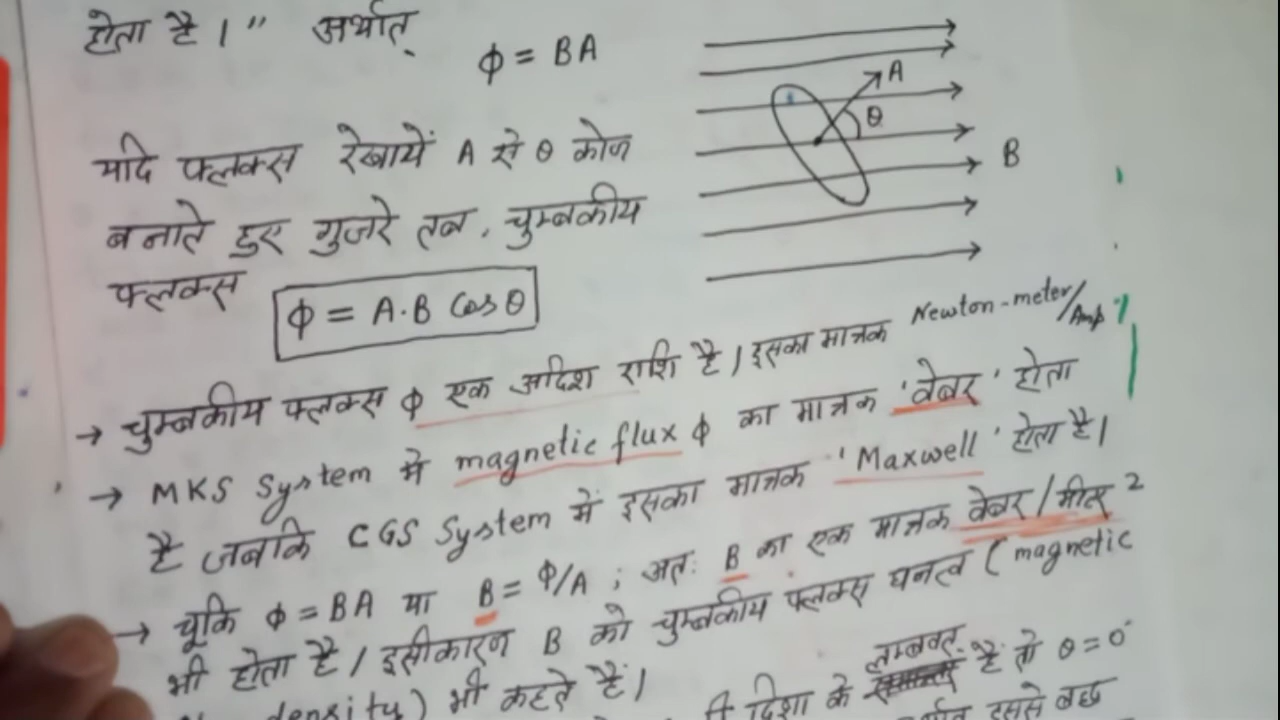 होता है।" अर्थात्
ϕ = BA
A
θ
B
यदि फ्लक्स रेखायें A से θ कोण
बनाते हुए गुजरे तब, चुम्बकीय
फ्लक्स
ϕ = A·B Cos θ
→ चुम्बकीय फ्लक्स ϕ एक अदिश राशि है। इसका मात्रक Newton-meter/Amp
→ MKS System में magnetic flux ϕ का मात्रक 'वेबर' होता
है जबकि CGS System में इसका मात्रक 'Maxwell' होता है।
→ चूंकि ϕ = BA या B = ϕ/A ; अतः B का एक मात्रक वेबर/मीटर²
भी होता है। इसीकारण B को चुम्बकीय फ्लक्स घनत्व (magnetic
density) भी कहते हैं।
दिशा के लम्बवत् है तो θ = 0°
इससे बद्ध